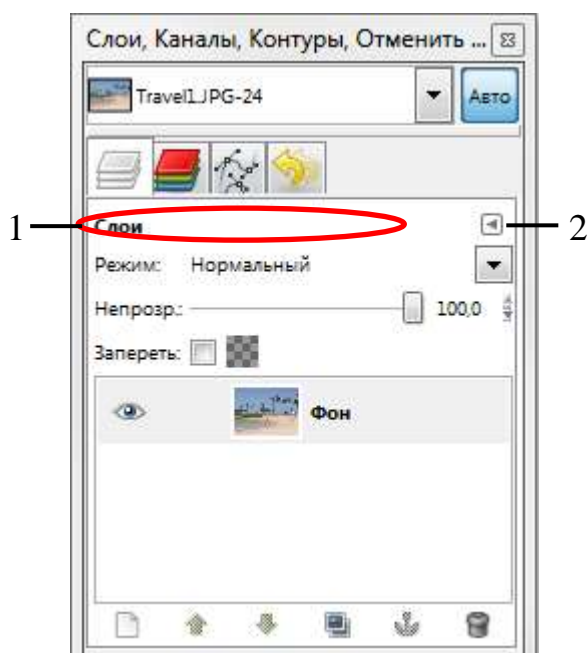 Слои, Каналы, Контуры, Отменить ...
Travel1.JPG-24
Авто
1
Слои
2
Режим: Нормальный
Непрозр.: 100,0
Запереть:
Фон